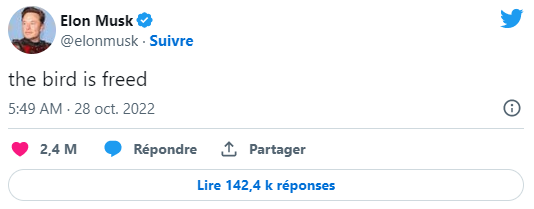 Elon Musk
@elonmusk · Suivre
the bird is freed
5:49 AM · 28 oct. 2022
2,4 M Répondre Partager
Lire 142,4 k réponses